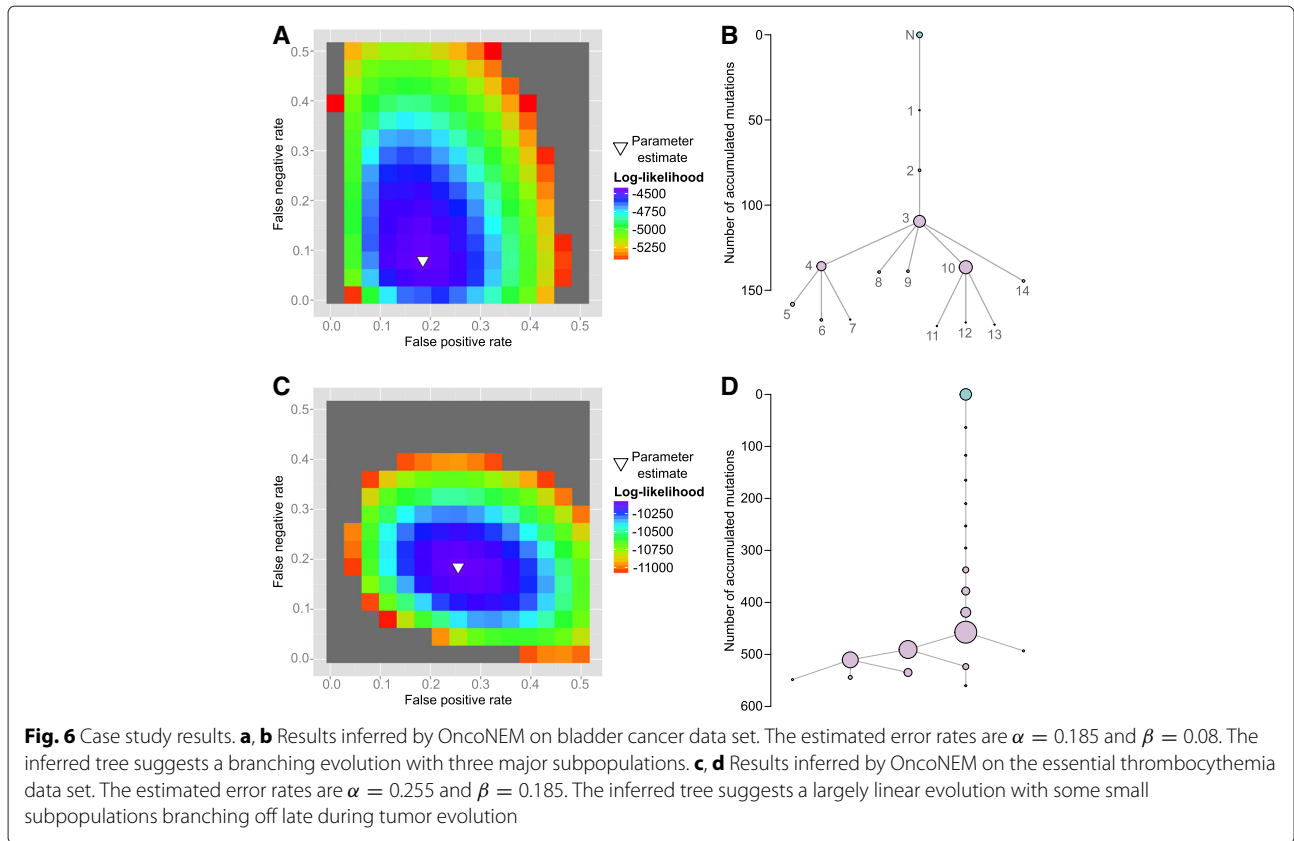 A
0.5
0.4
0.3
0.2
0.1
0.0
False negative rate
0.0 0.1 0.2 0.3 0.4 0.5
False positive rate
Parameter
estimate
Log-likelihood
-4500
-4750
-5000
-5250
B
0
50
100
150
Number of accumulated mutations
N
1
2
3
4
5
6
7
8
9
10
11
12
13
14
C
0.5
0.4
0.3
0.2
0.1
0.0
False negative rate
0.0 0.1 0.2 0.3 0.4 0.5
False positive rate
Parameter
estimate
Log-likelihood
-10250
-10500
-10750
-11000
D
0
100
200
300
400
500
600
Number of accumulated mutations
Fig. 6 Case study results. a, b Results inferred by OncoNEM on bladder cancer data set. The estimated error rates are α = 0.185 and β = 0.08. The
inferred tree suggests a branching evolution with three major subpopulations. c, d Results inferred by OncoNEM on the essential thrombocythemia
data set. The estimated error rates are α = 0.255 and β = 0.185. The inferred tree suggests a largely linear evolution with some small
subpopulations branching off late during tumor evolution